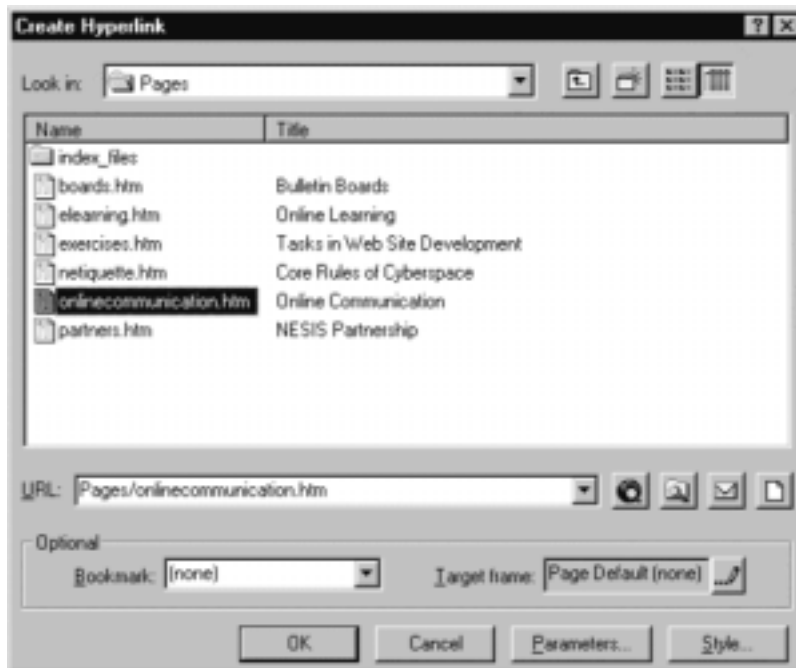 Create Hyperlink
Look in: Pages
Name Title
index_files
boards.htm Bulletin Boards
elearning.htm Online Learning
exercises.htm Tasks in Web Site Development
netiquette.htm Core Rules of Cyberspace
onlinecommunication.htm Online Communication
partners.htm NESIS Partnership
URL: Pages/onlinecommunication.htm
Optional
Bookmark: (none) Target frame: Page Default (none)
OK Cancel Parameters... Style...